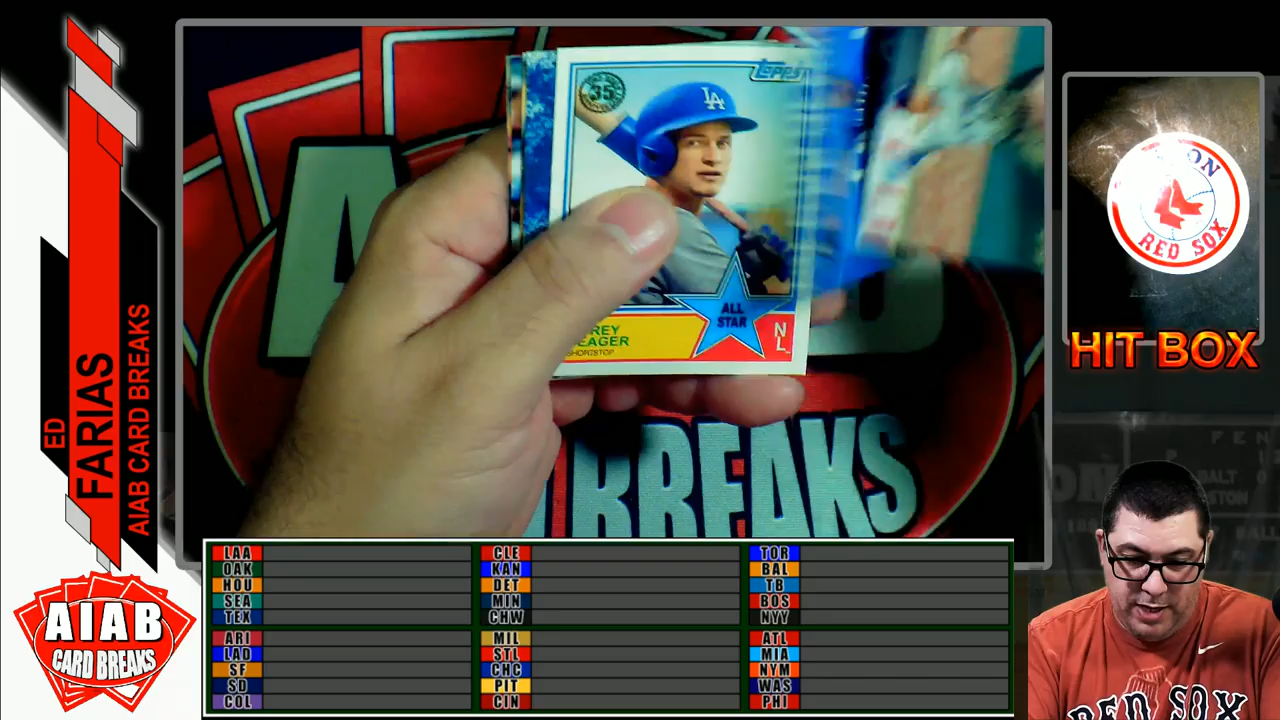 ED
FARIAS
AIAB CARD BREAKS
AIAB
CARD BREAKS
A
BREAKS
Topps
35
LA
ALL
STAR
NL
REY
EAGER
SHORTSTOP
RED SOX
HIT BOX
LAA
OAK
HOU
SEA
TEX
CLE
KAN
DET
MIN
CHW
TOR
BAL
TB
BOS
NYY
ARI
LAD
SF
SD
COL
MIL
STL
CHC
PIT
CIN
ATL
MIA
NYM
WAS
PHI
RED SOX